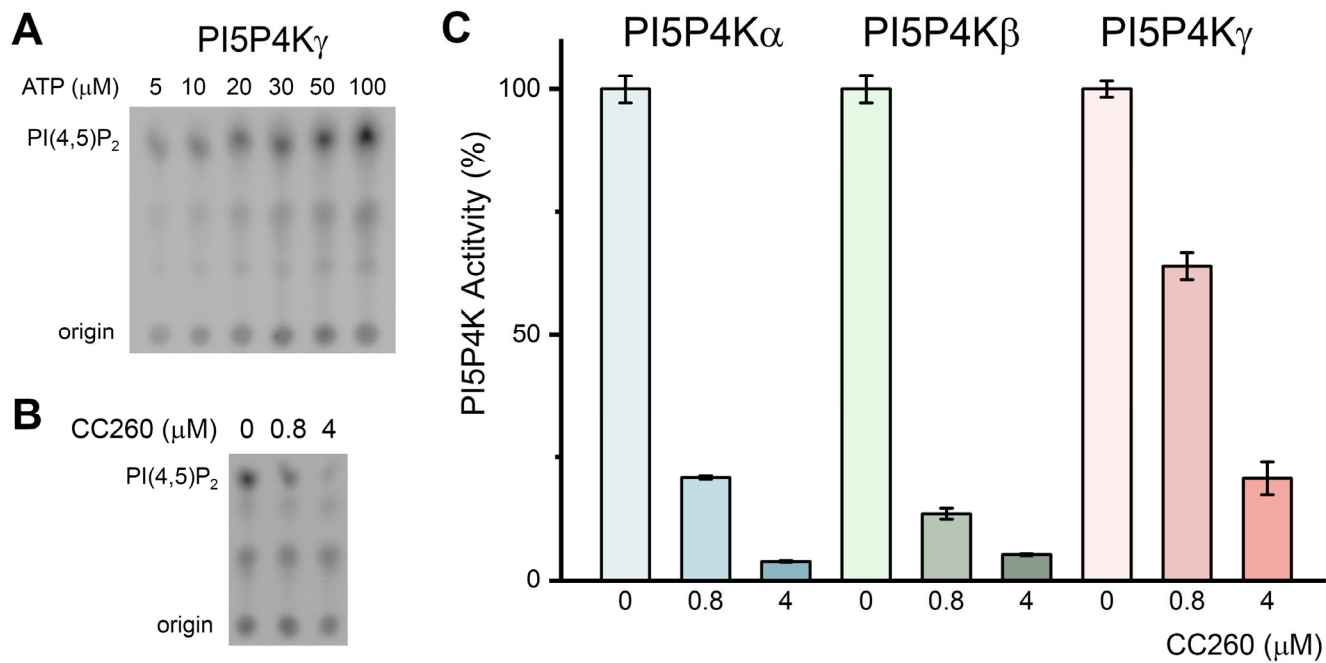 A
PI5P4Kγ
ATP (μM) 5 10 20 30 50 100
PI(4,5)P₂
origin
B
CC260 (μM) 0 0.8 4
PI(4,5)P₂
origin
C
PI5P4Kα PI5P4Kβ PI5P4Kγ
PI5P4K Actitvity (%)
100
50
0
0 0.8 4 0 0.8 4 0 0.8 4
CC260 (μM)